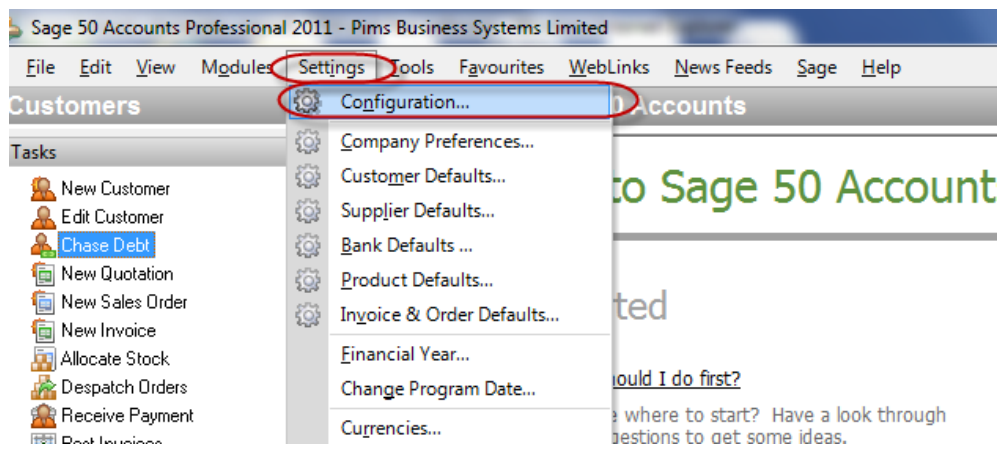 Sage 50 Accounts Professional 2011 - Pims Business Systems Limited
File Edit View Modules Settings Tools Favourites WebLinks News Feeds Sage Help
Customers
0 Accounts
Tasks
New Customer
Edit Customer
Chase Debt
New Quotation
New Sales Order
New Invoice
Allocate Stock
Despatch Orders
Receive Payment
Configuration...
Company Preferences...
Customer Defaults...
Supplier Defaults...
Bank Defaults ...
Product Defaults...
Invoice & Order Defaults...
Financial Year...
Change Program Date...
Currencies...
to Sage 50 Account
ted
ould I do first?
e where to start? Have a look through
gestions to get some ideas.